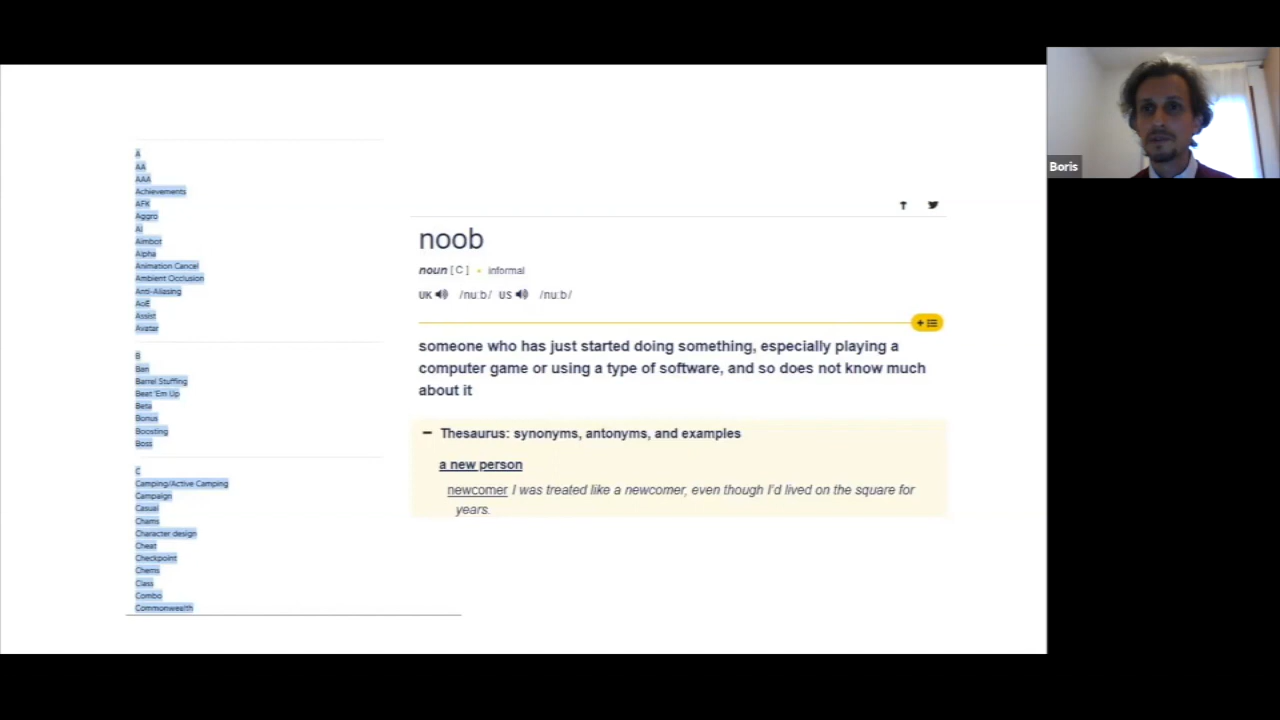 A
AA
AAA
Achievements
AFK
Aggro
AI
Aimbot
Alpha
Animation Cancel
Ambient Occlusion
Anti-Aliasing
AoE
Assist
Avatar
B
Ban
Barrel Stuffing
Beat 'Em Up
Beta
Bonus
Boosting
Boss
C
Camping/Active Camping
Campaign
Casual
Chams
Character design
Cheat
Checkpoint
Chems
Class
Combo
Commonwealth
noob
noun [ C ] • informal
UK /nuːb/ US /nuːb/
someone who has just started doing something, especially playing a
computer game or using a type of software, and so does not know much
about it
– Thesaurus: synonyms, antonyms, and examples
a new person
newcomer I was treated like a newcomer, even though I'd lived on the square for
years.
Boris